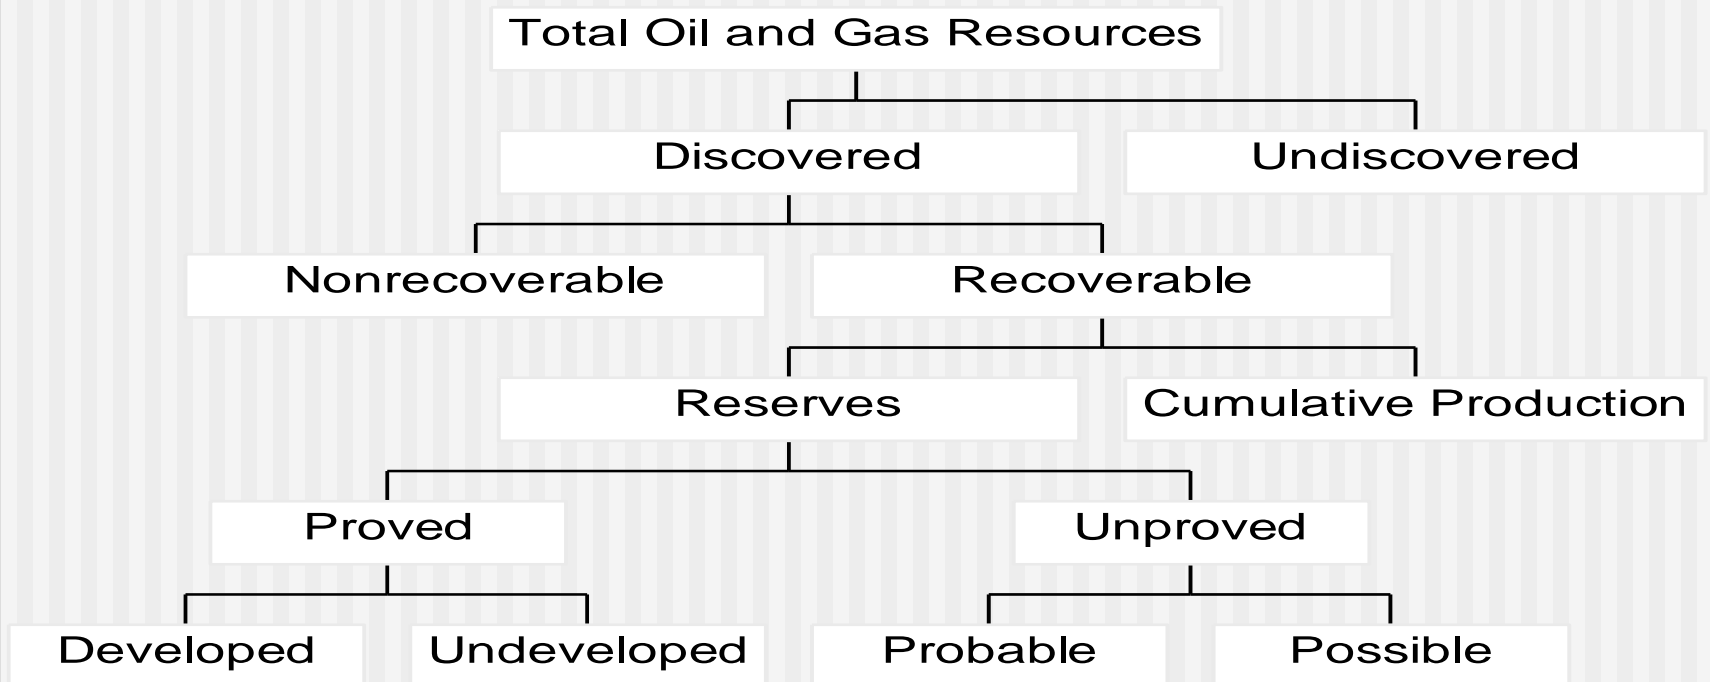 Total Oil and Gas Resources
Discovered
Undiscovered
Nonrecoverable
Recoverable
Reserves
Cumulative Production
Proved
Unproved
Developed
Undeveloped
Probable
Possible